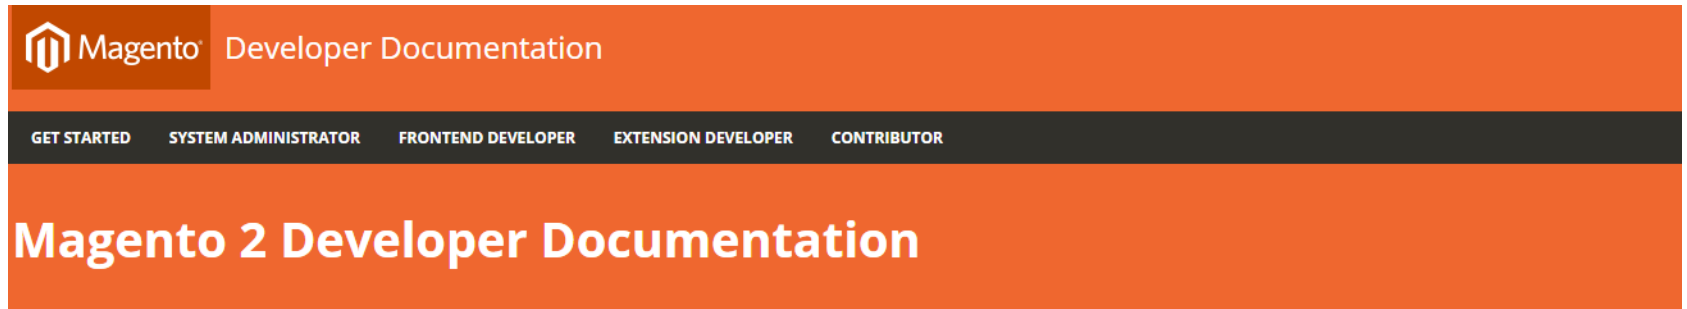 Magento® Developer Documentation
GET STARTED SYSTEM ADMINISTRATOR FRONTEND DEVELOPER EXTENSION DEVELOPER CONTRIBUTOR
Magento 2 Developer Documentation